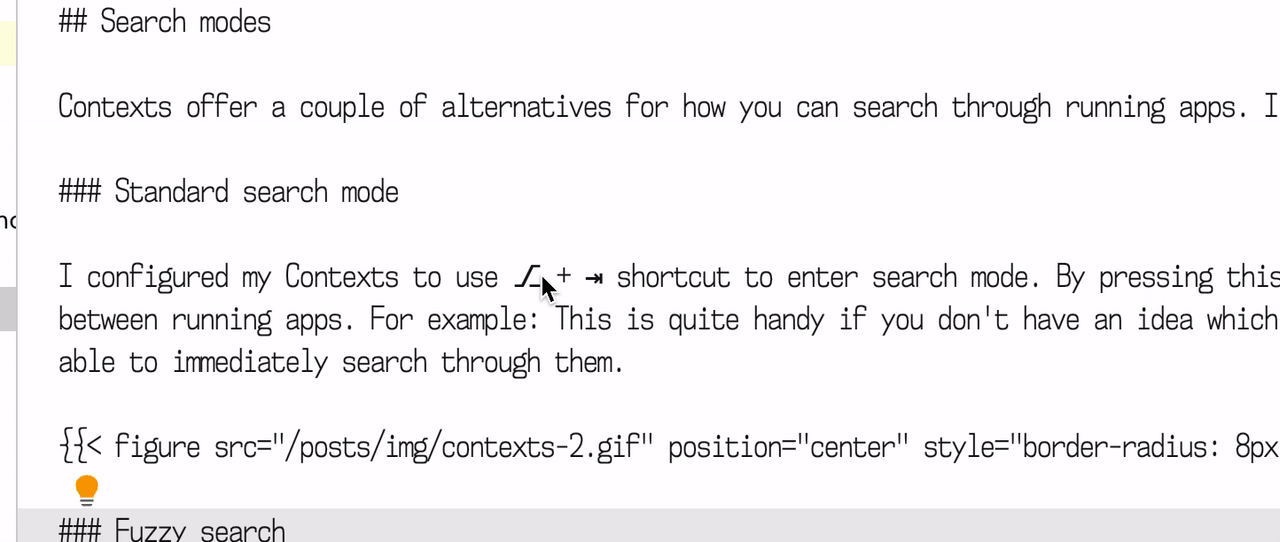 ## Search modes
Contexts offer a couple of alternatives for how you can search through running apps. I
### Standard search mode
I configured my Contexts to use ⌥ + ⇥ shortcut to enter search mode. By pressing this
between running apps. For example: This is quite handy if you don't have an idea which
able to immediately search through them.
{{< figure src="/posts/img/contexts-2.gif" position="center" style="border-radius: 8px
### Fuzzy search